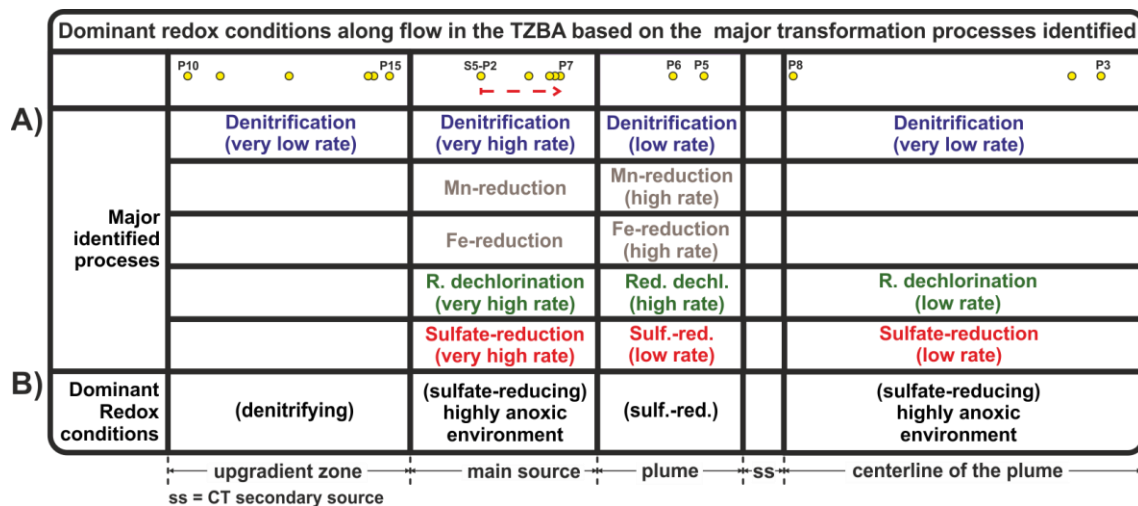 Dominant redox conditions along flow in the TZBA based on the major transformation processes identified
P10 P15 S5-P2 P7 P6 P5 P8 P3
A)
Denitrification Denitrification Denitrification Denitrification
(very low rate) (very high rate) (low rate) (very low rate)
Mn-reduction Mn-reduction
(high rate)
Major
identified
proceses
Fe-reduction Fe-reduction
(high rate)
R. dechlorination Red. dechl. R. dechlorination
(very high rate) (high rate) (low rate)
Sulfate-reduction Sulf.-red. Sulfate-reduction
(very high rate) (low rate) (low rate)
B)
Dominant
Redox
conditions
(denitrifying)
(sulfate-reducing)
highly anoxic
environment
(sulf.-red.)
(sulfate-reducing)
highly anoxic
environment
upgradient zone main source plume ss centerline of the plume
ss = CT secondary source